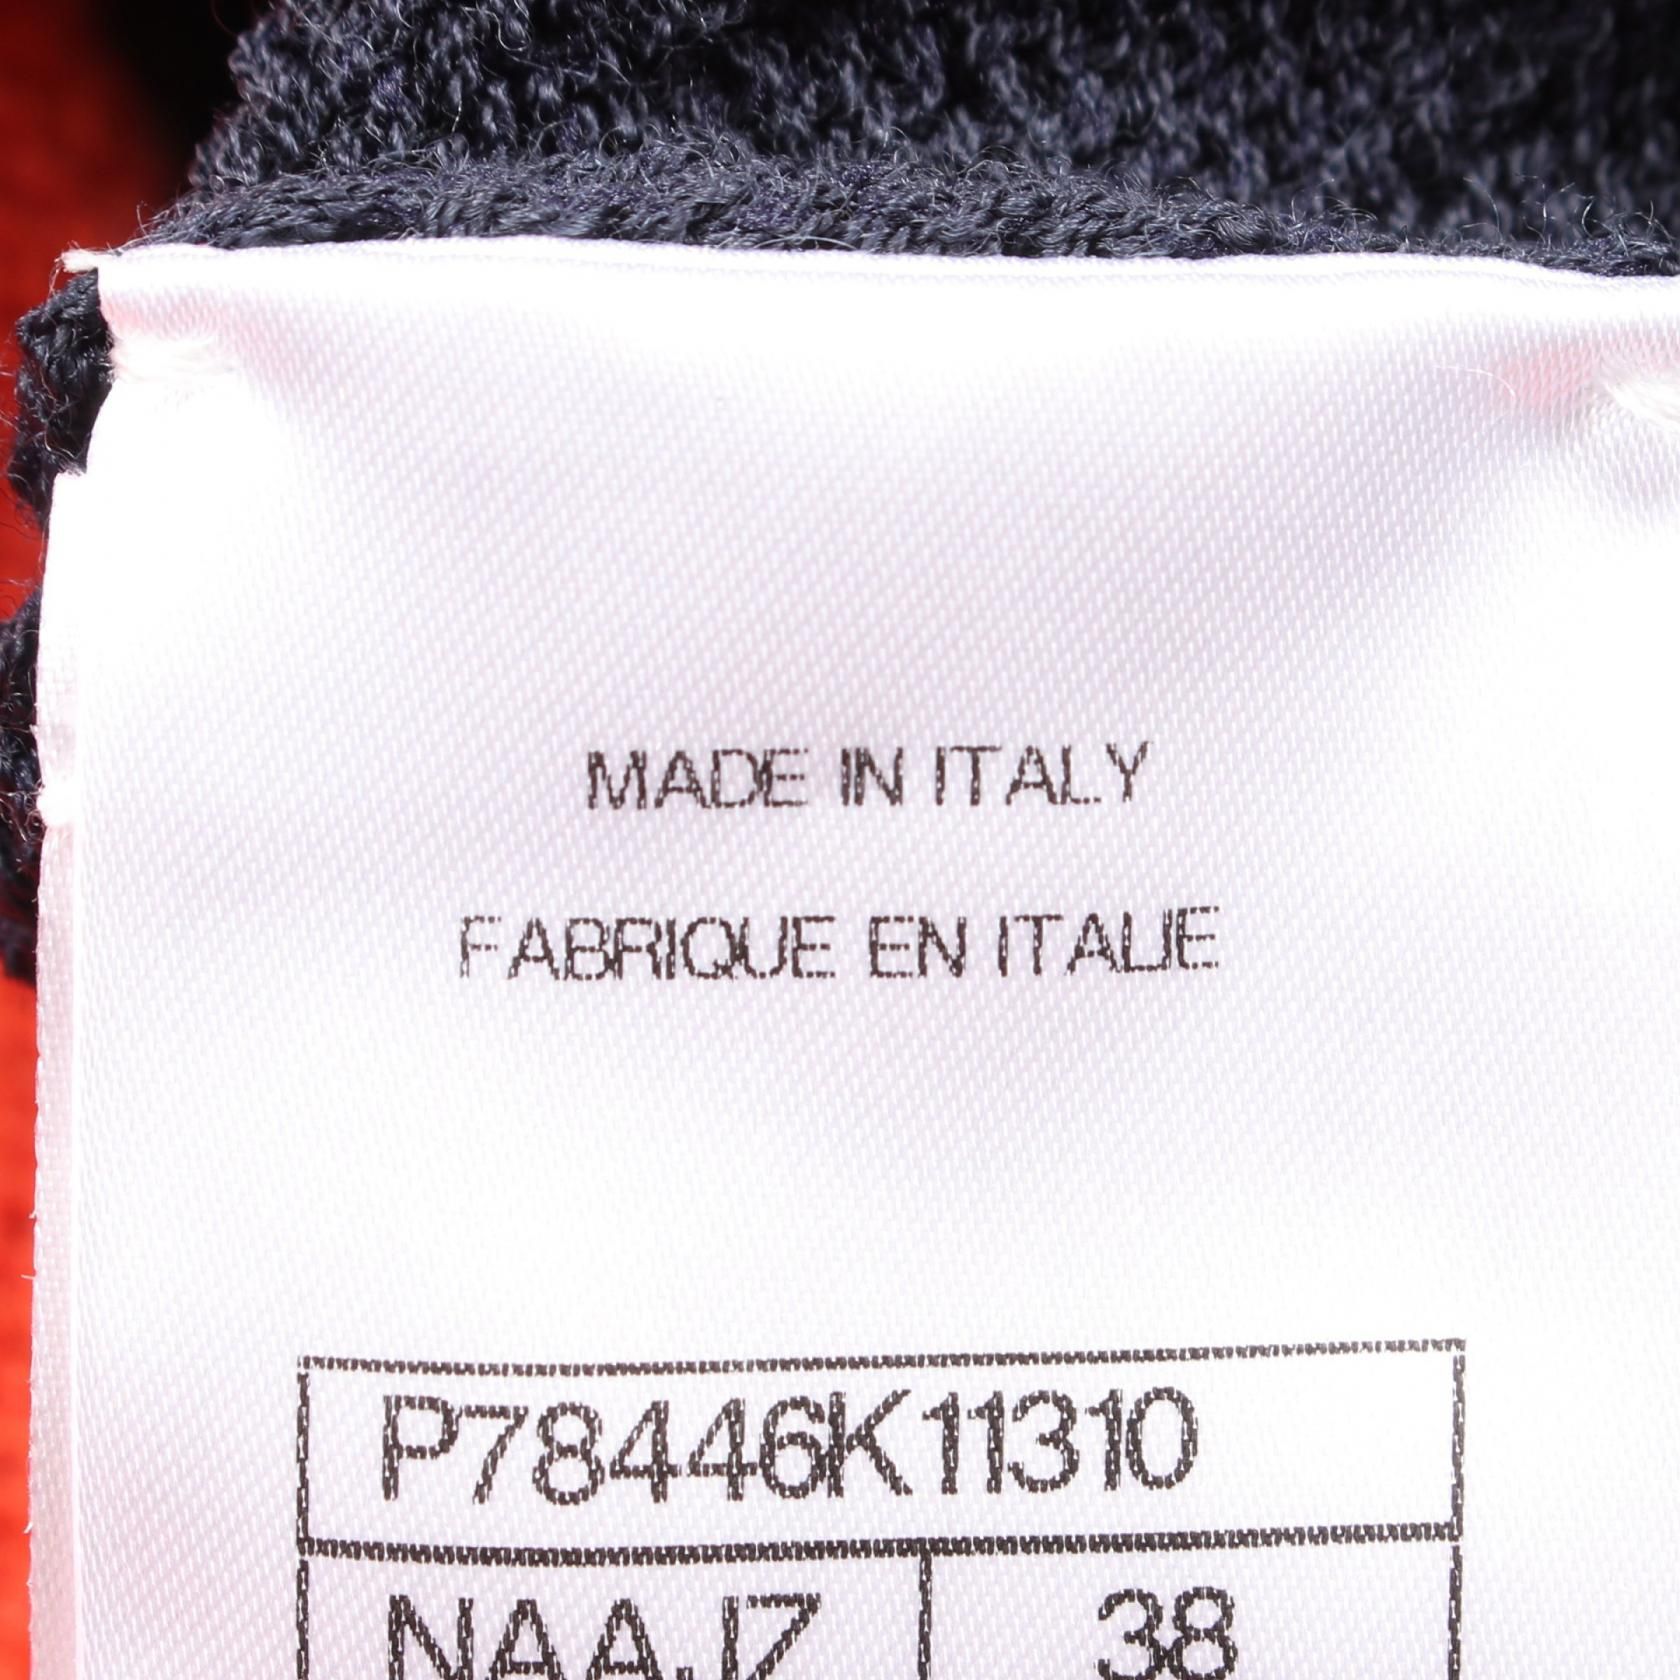 MADE IN ITALY
FABRIQUE EN ITALIE
P78446K11310
NAAJZ 38